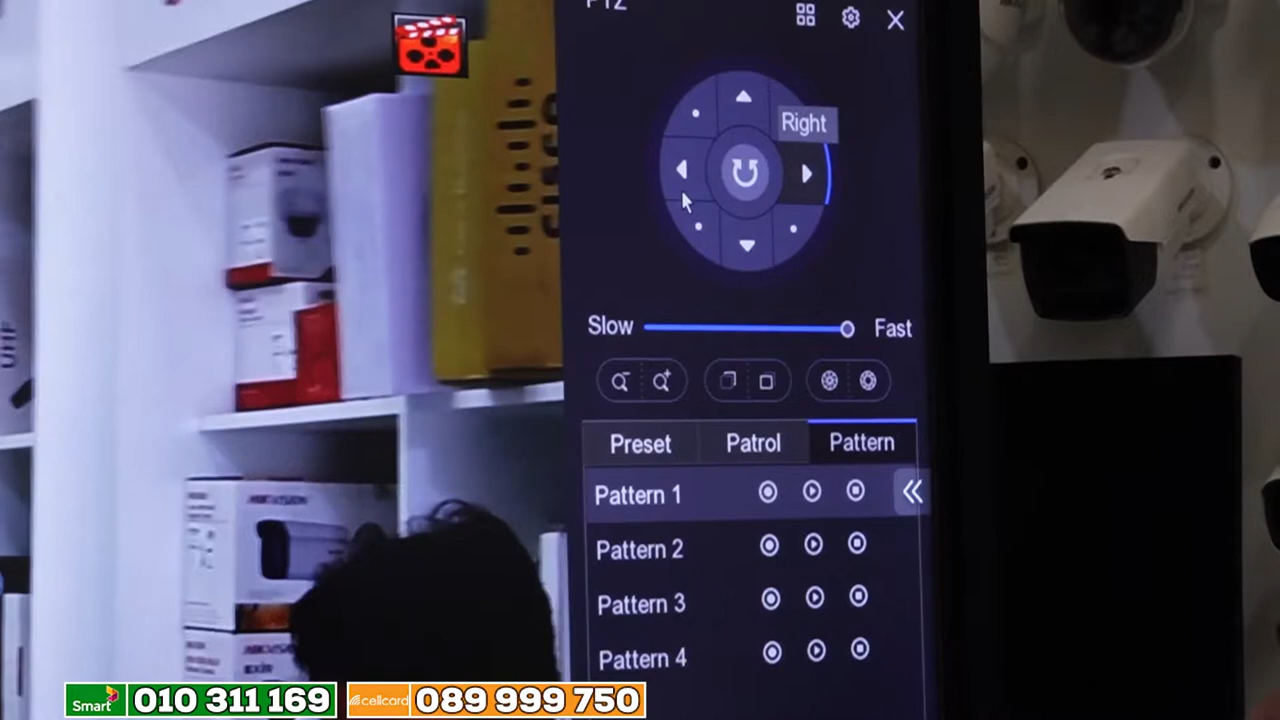 PTZ
Right
Slow
Fast
Preset
Patrol
Pattern
Pattern 1
Pattern 2
Pattern 3
Pattern 4
HIKVISION
Smart
010 311 169
cellcard
089 999 750